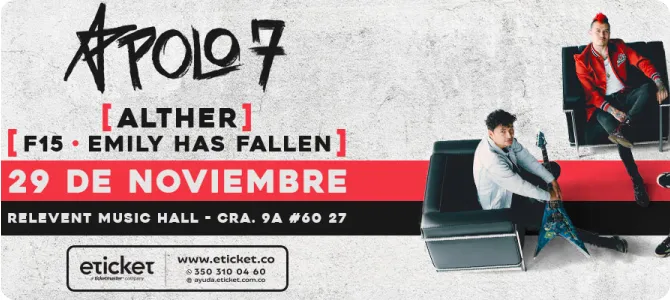 APOLO 7
[ALTHER]
[F15 • EMILY HAS FALLEN]
29 DE NOVIEMBRE
RELEVENT MUSIC HALL - CRA. 9A #60 27
eticket
a ticketmaster company
www.eticket.co
350 310 04 60
ayuda.eticket.com.co